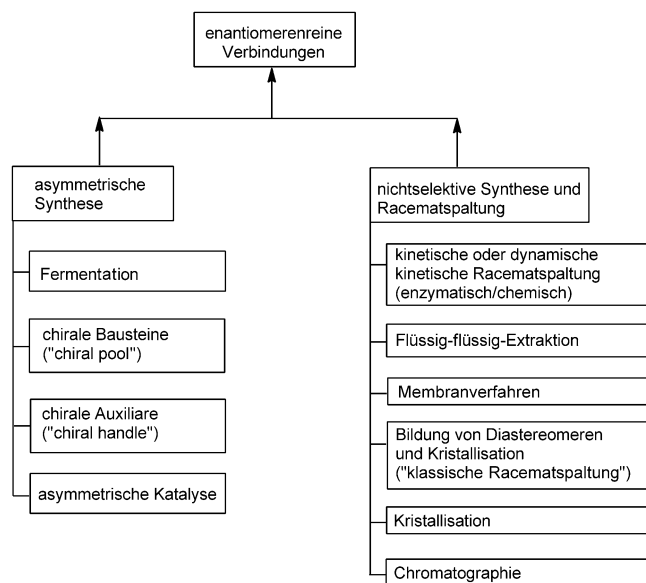 enantiomerenreine
Verbindungen
asymmetrische
Synthese
Fermentation
chirale Bausteine
("chiral pool")
chirale Auxiliare
("chiral handle")
asymmetrische Katalyse
nichtselektive Synthese und
Racematspaltung
kinetische oder dynamische
kinetische Racematspaltung
(enzymatisch/chemisch)
Flüssig-flüssig-Extraktion
Membranverfahren
Bildung von Diastereomeren
und Kristallisation
("klassische Racematspaltung")
Kristallisation
Chromatographie